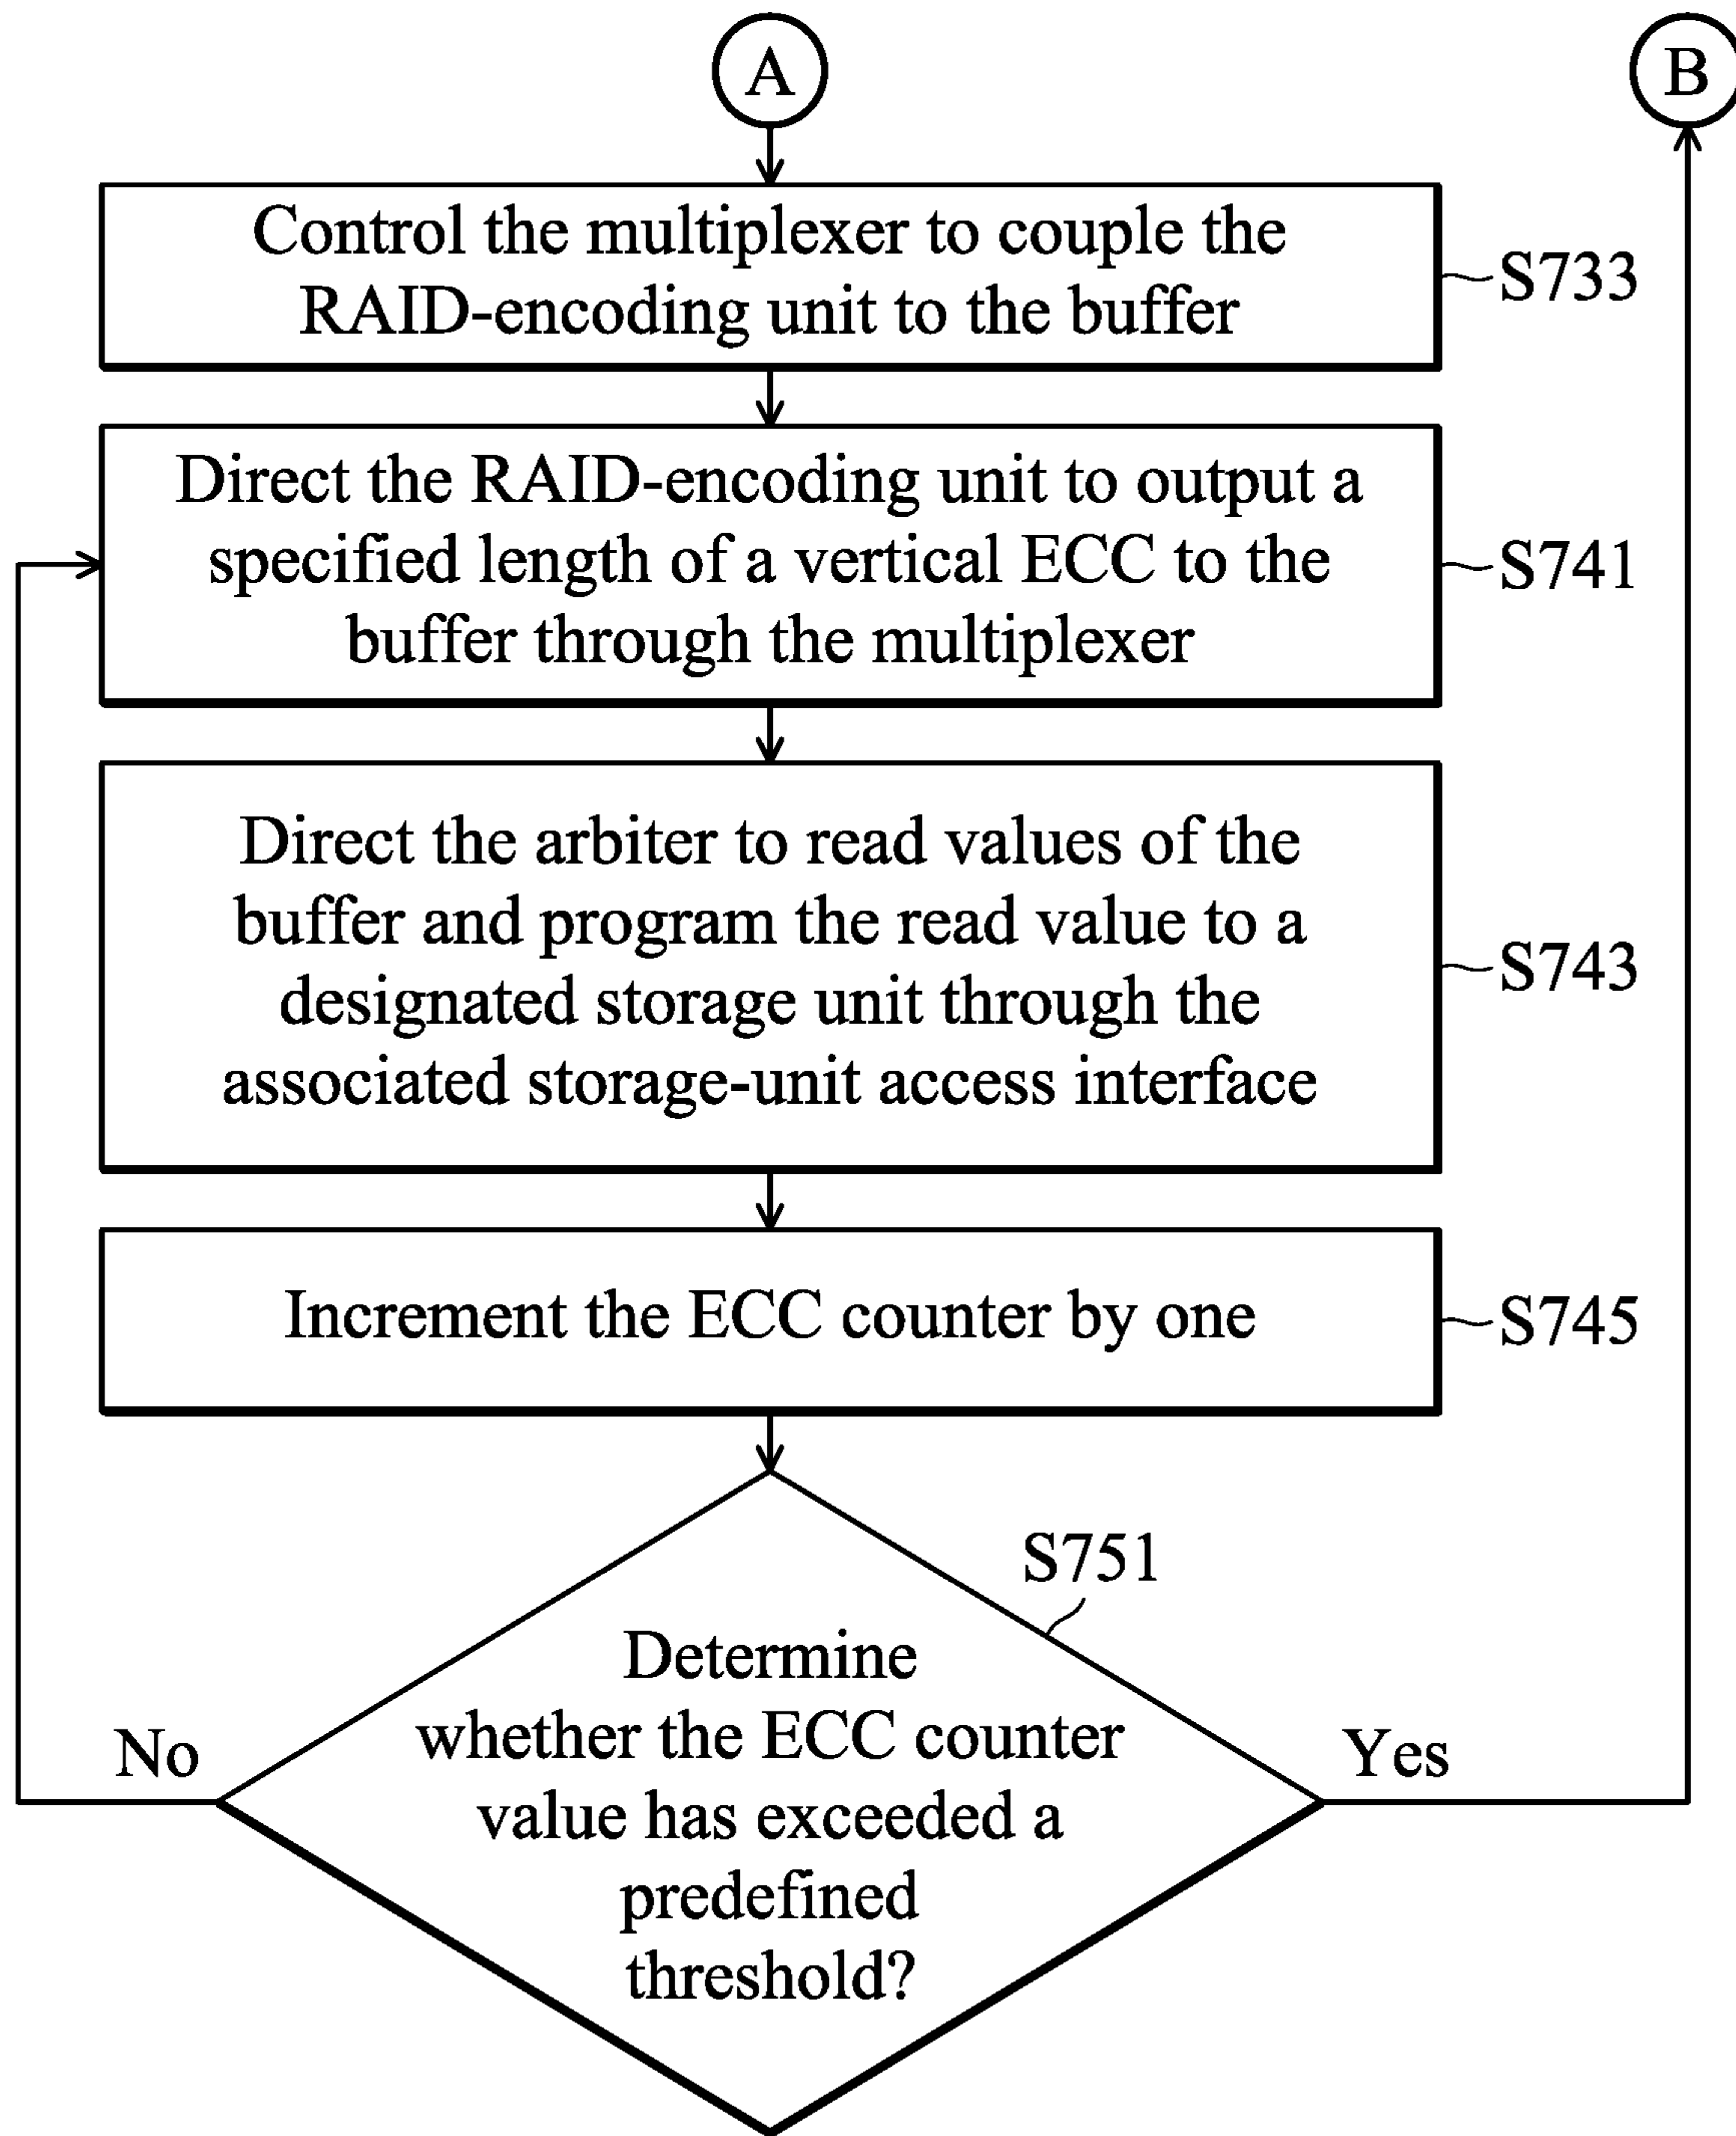 A
B
Control the multiplexer to couple the
RAID-encoding unit to the buffer
S733
Direct the RAID-encoding unit to output a
specified length of a vertical ECC to the
buffer through the multiplexer
S741
Direct the arbiter to read values of the
buffer and program the read value to a
designated storage unit through the
associated storage-unit access interface
S743
Increment the ECC counter by one
S745
S751
Determine
whether the ECC counter
value has exceeded a
predefined
threshold?
No
Yes